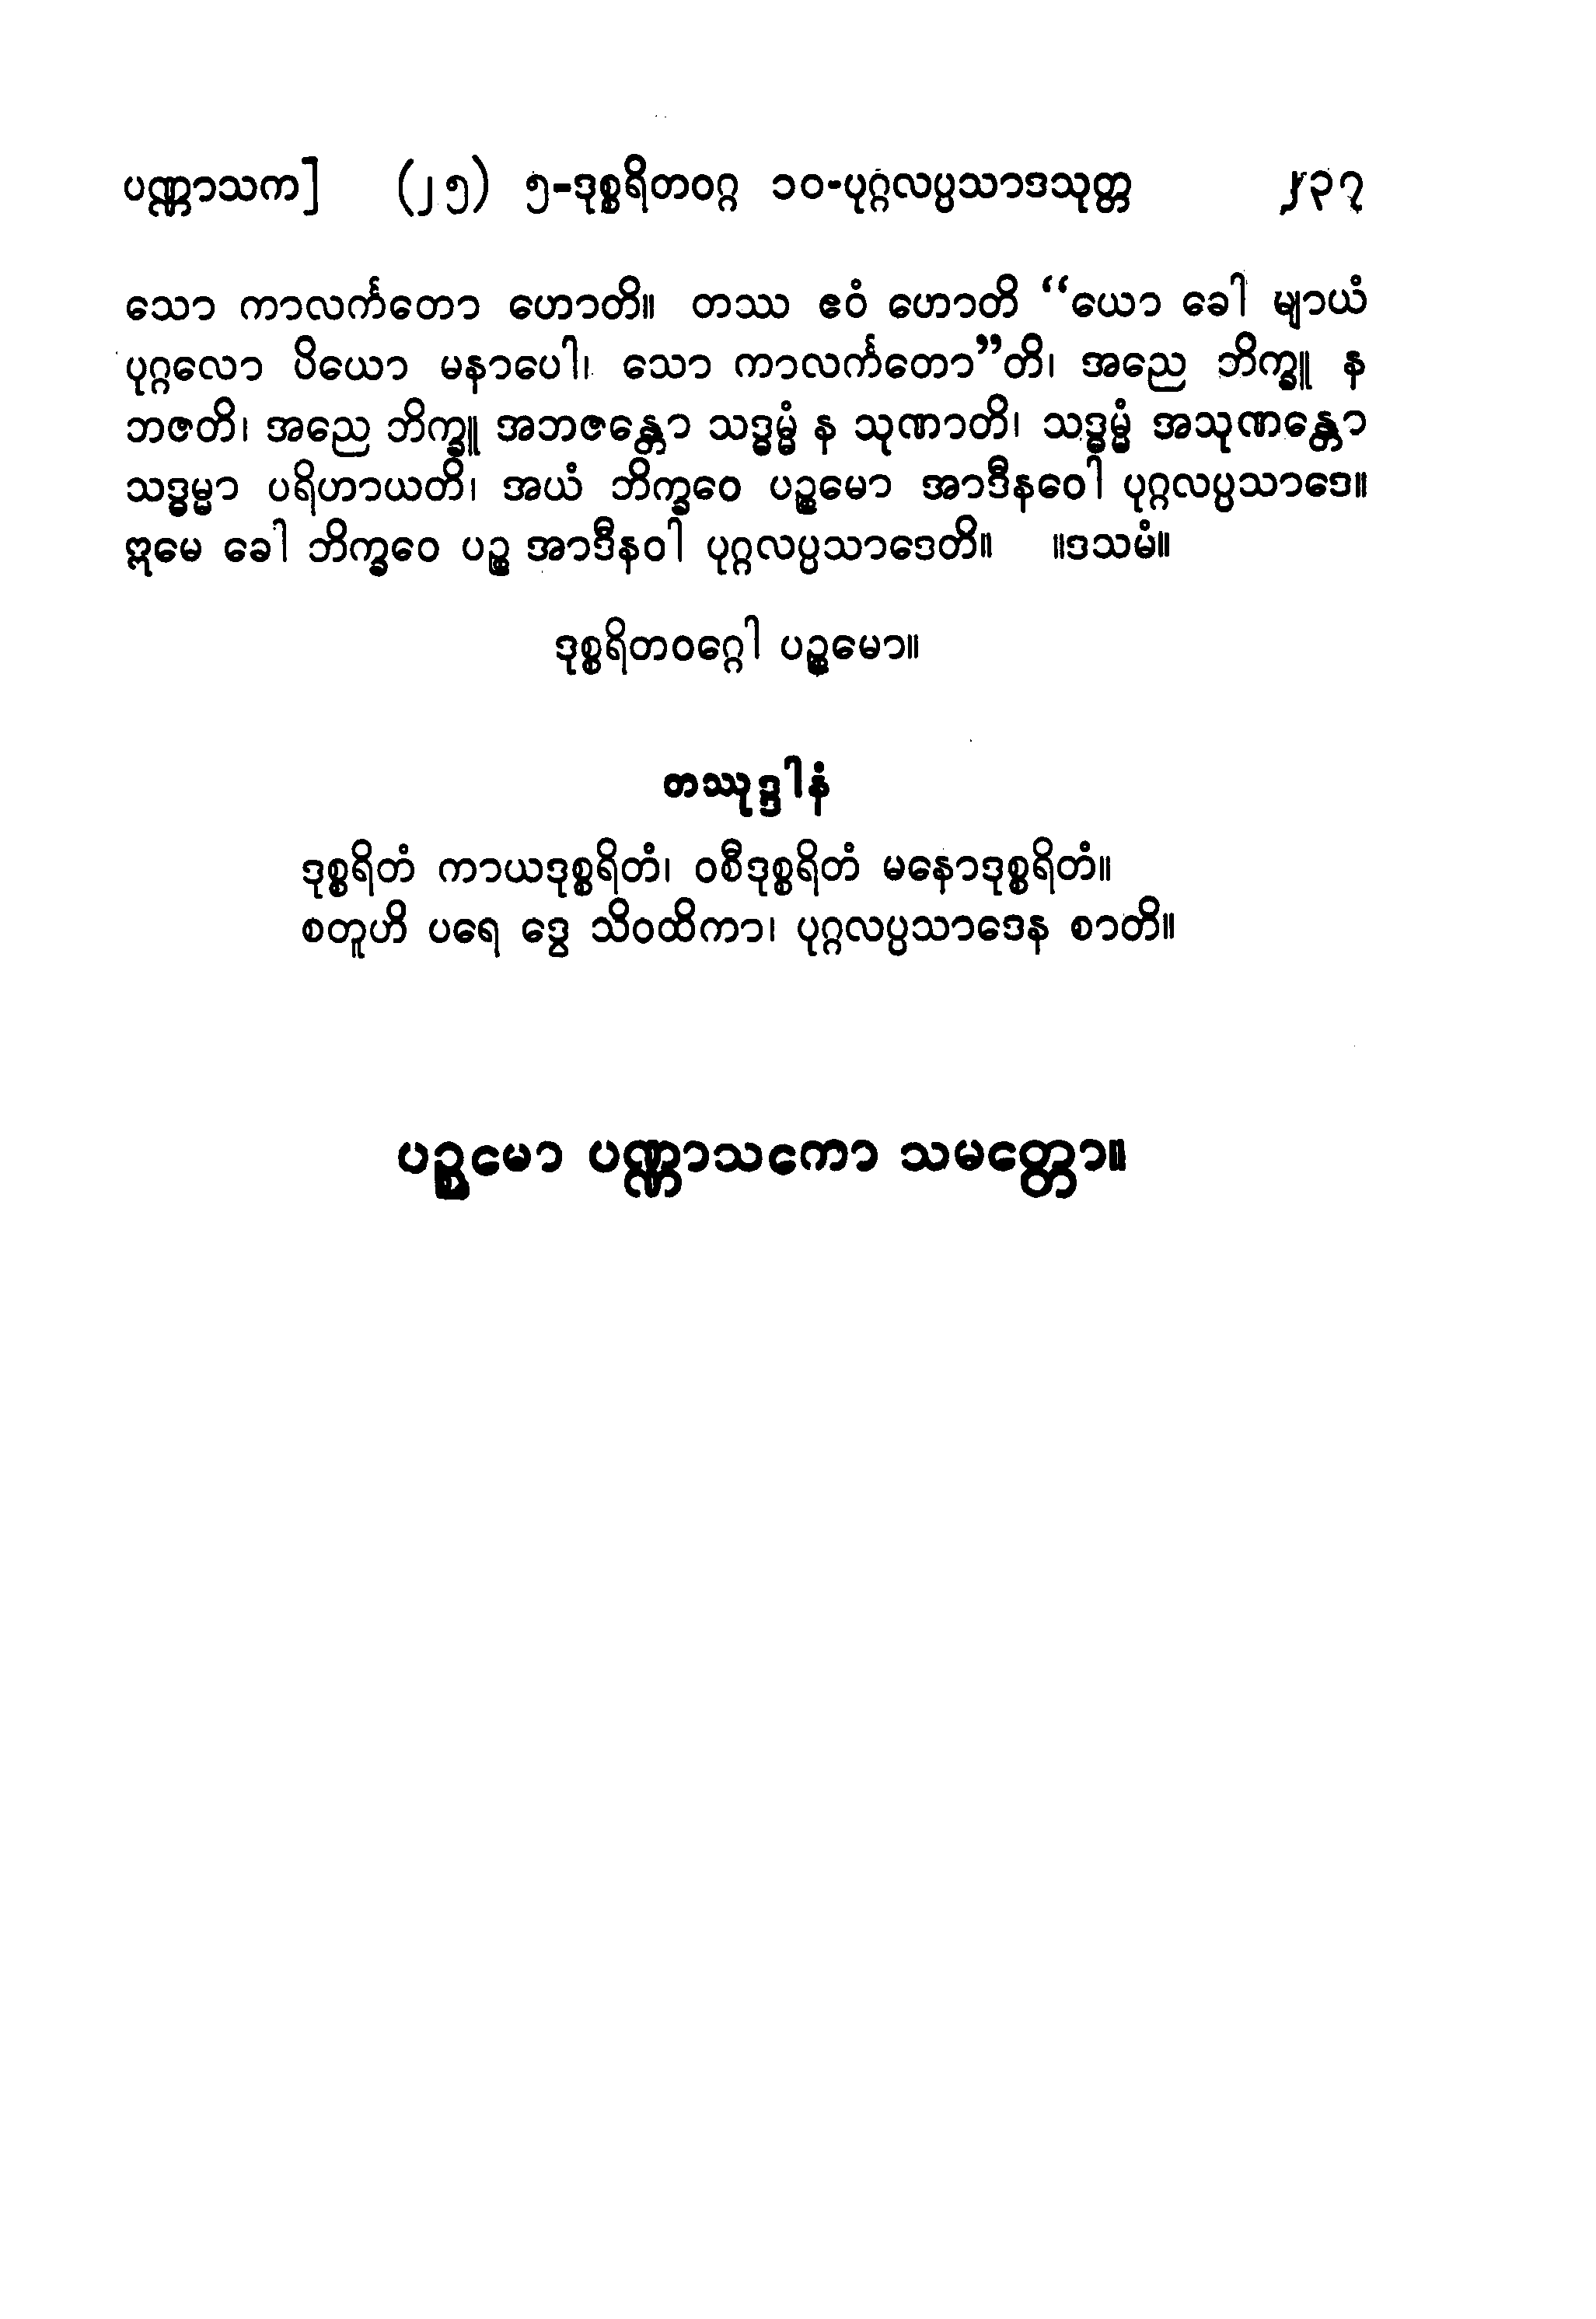 ပဏ္ဏာသက] (၂၅) ၅-ဒုစ္စရိတဝဂ္ဂ ၁၀-ပုဂ္ဂလပ္ပသာဒသုတ္တ ၂၃၇
သော ကာလင်္ကတော ဟောတိ။ တဿ ဧဝံ ဟောတိ “ယော ခေါ မျာယံ
ပုဂ္ဂလော ပိယော မနာပေါ၊ သော ကာလင်္ကတော”တိ၊ အညေ ဘိက္ခူ န
ဘဇတိ၊ အညေ ဘိက္ခူ အဘဇန္တော သဒ္ဓမ္မံ န သုဏာတိ၊ သဒ္ဓမ္မံ အသုဏန္တော
သဒ္ဓမ္မာ ပရိဟာယတိ၊ အယံ ဘိက္ခဝေ ပဉ္စမော အာဒီနဝေါ ပုဂ္ဂလပ္ပသာဒေ။
ဣမေ ခေါ ဘိက္ခဝေ ပဉ္စ အာဒီနဝါ ပုဂ္ဂလပ္ပသာဒေတိ။ ။ဒသမံ။
ဒုစ္စရိတဝဂ္ဂေါ ပဉ္စမော။
တဿုဒ္ဒါနံ
ဒုစ္စရိတံ ကာယဒုစ္စရိတံ၊ ဝစီဒုစ္စရိတံ မနောဒုစ္စရိတံ။
စတူဟိ ပရေ ဒွေ သိဝထိကာ၊ ပုဂ္ဂလပ္ပသာဒေန စာတိ။
ပဉ္စမော ပဏ္ဏာသကော သမတ္တော။